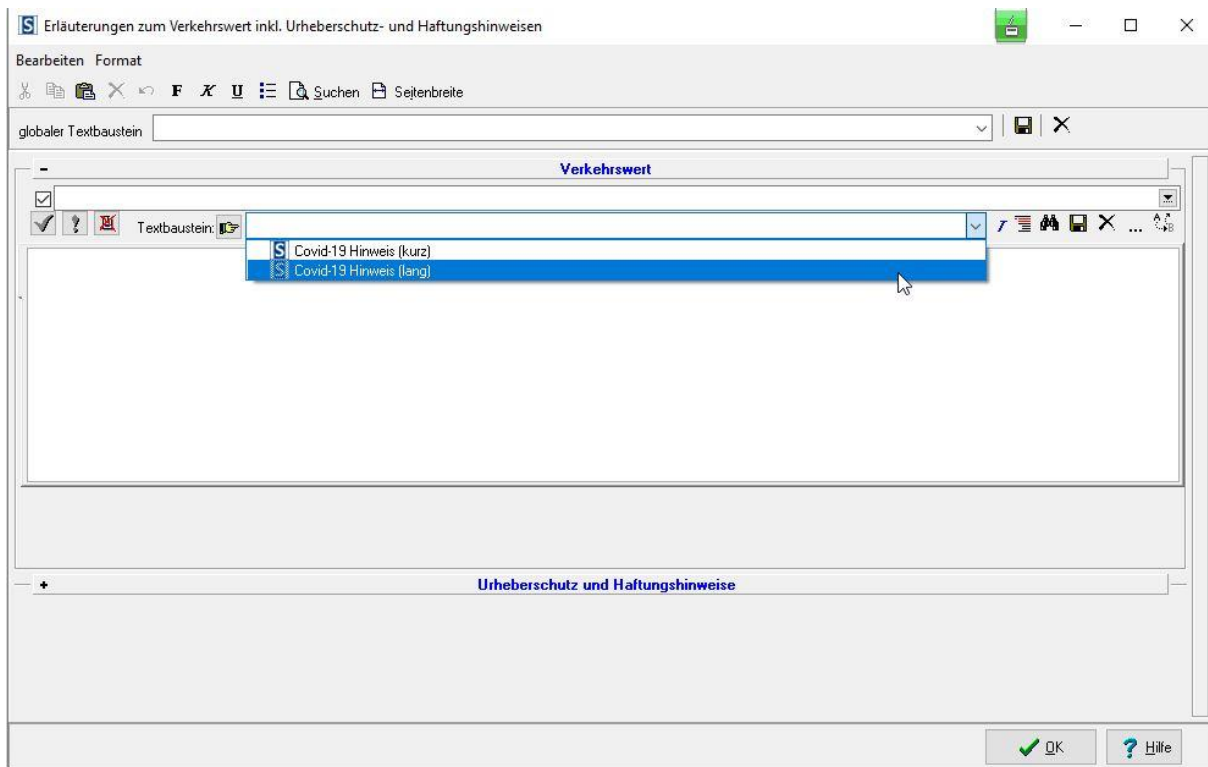 S Erläuterungen zum Verkehrswert inkl. Urheberschutz- und Haftungshinweisen
Bearbeiten Format
F K U Suchen Seitenbreite
globaler Textbaustein
Verkehrswert
Textbaustein:
S Covid-19 Hinweis (kurz)
S Covid-19 Hinweis (lang)
Urheberschutz und Haftungshinweise
OK ? Hilfe